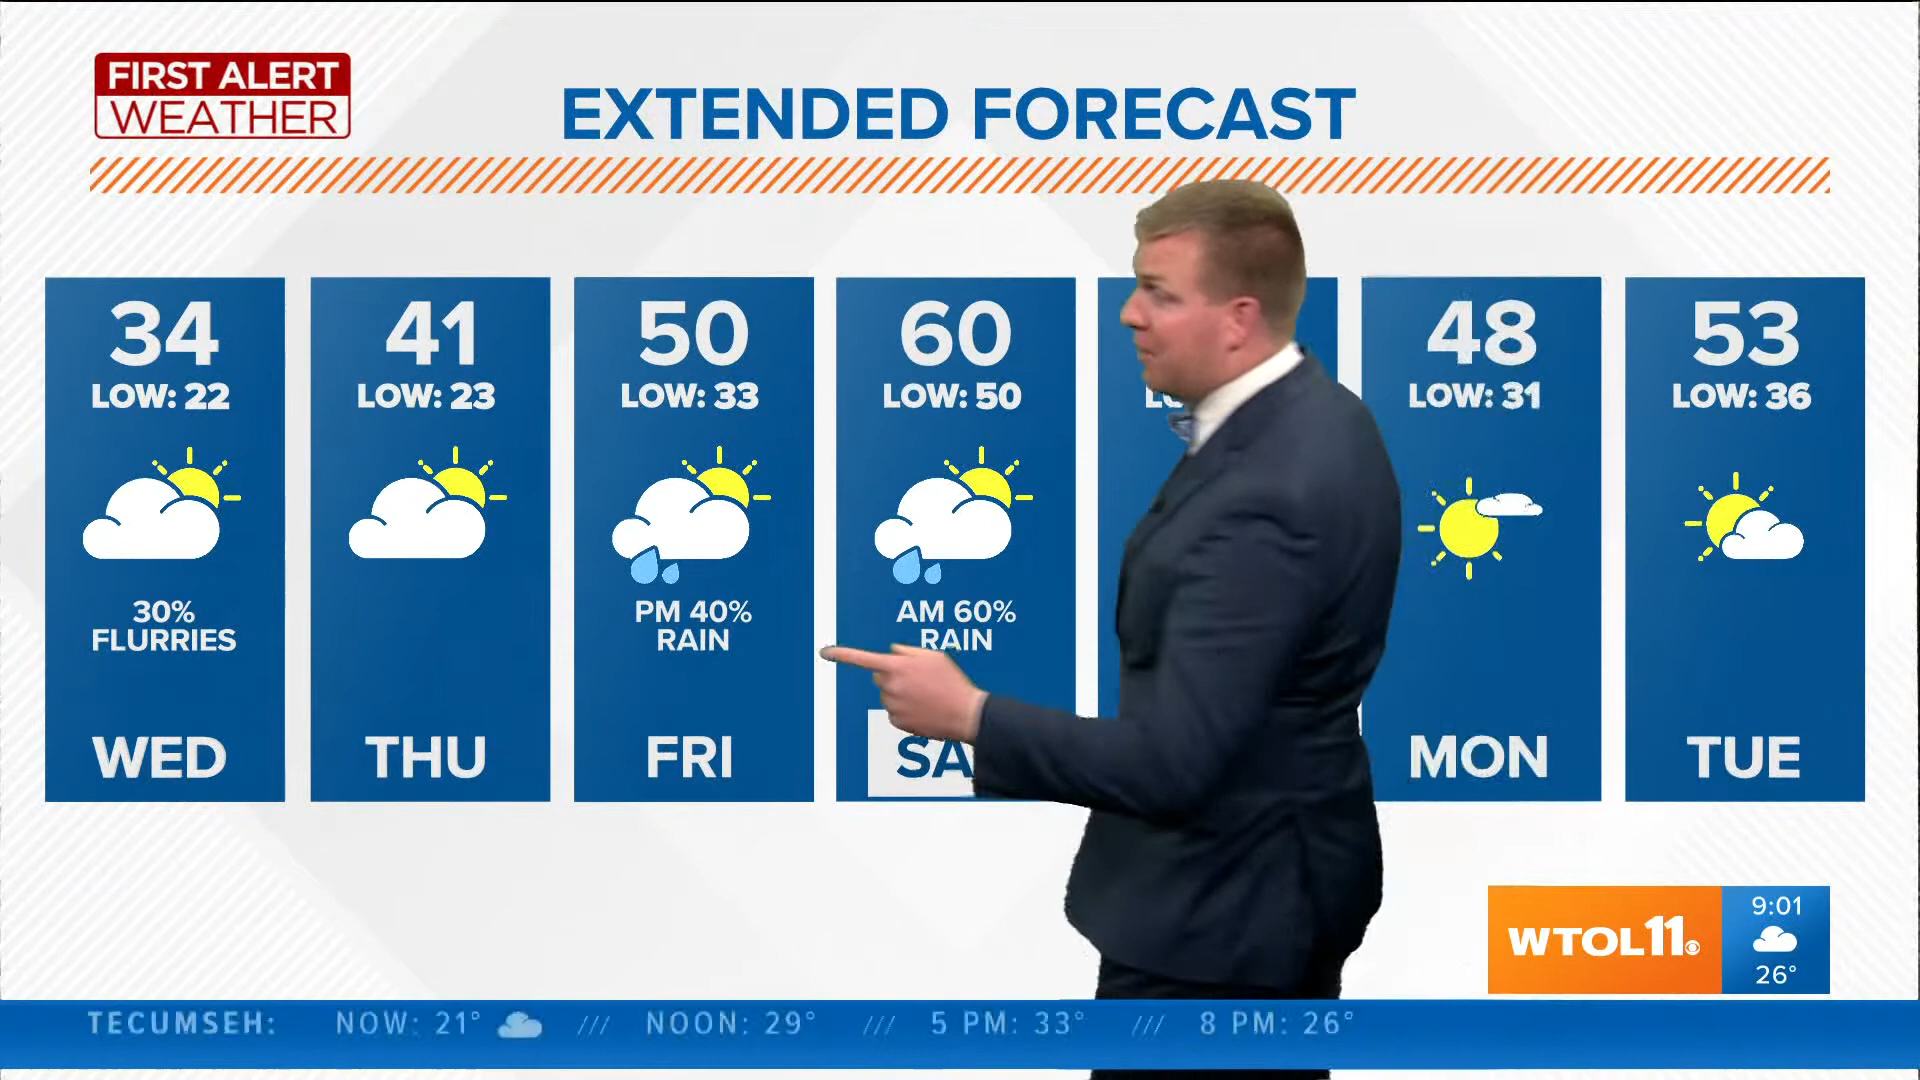 FIRST ALERT
WEATHER
EXTENDED FORECAST
34
LOW: 22
30%
FLURRIES
WED
41
LOW: 23
THU
50
LOW: 33
PM 40%
RAIN
FRI
60
LOW: 50
AM 60%
RAIN
SA
48
LOW: 31
MON
53
LOW: 36
TUE
WTOL11
9:01
26°
TECUMSEH: NOW: 21° /// NOON: 29° /// 5 PM: 33° /// 8 PM: 26°